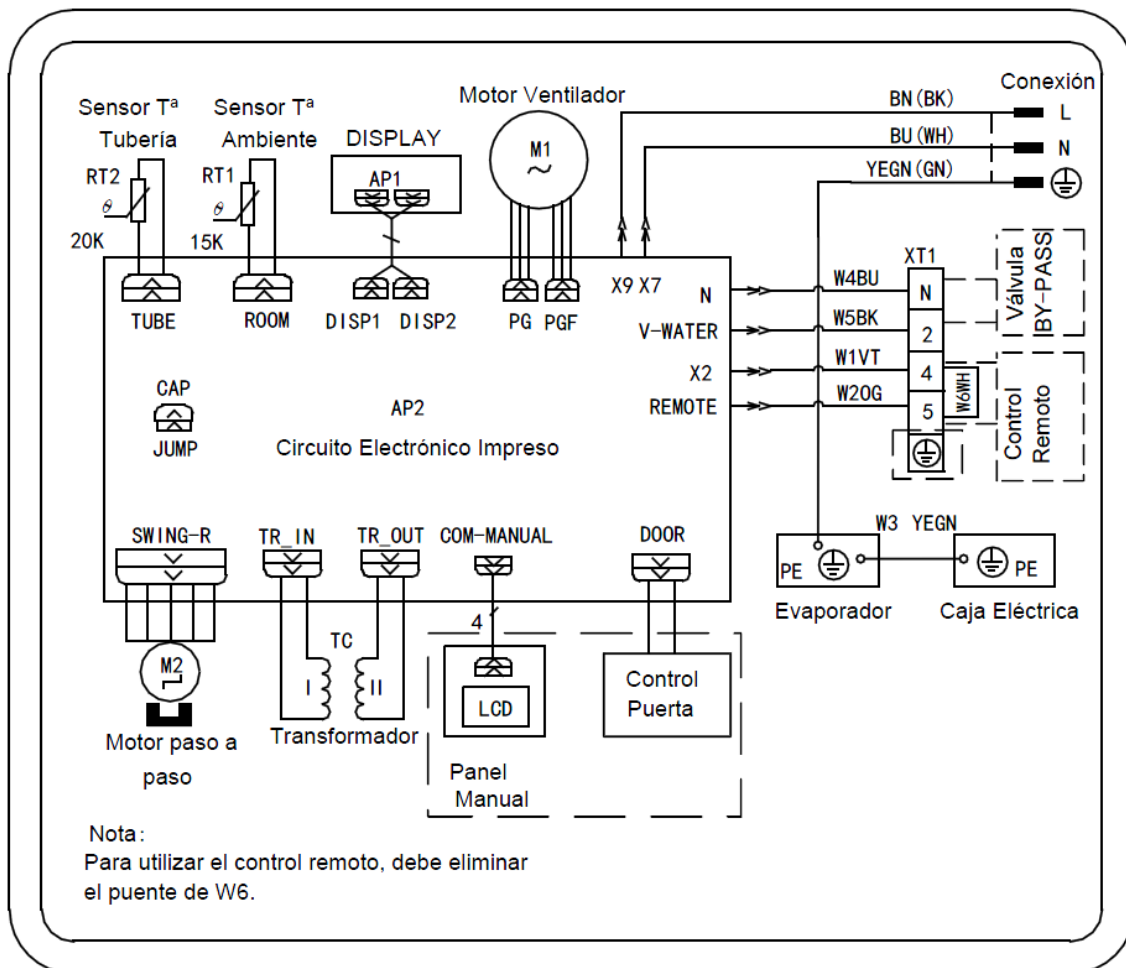 Conexión
Sensor Tª
Tubería
Sensor Tª
Ambiente
Motor Ventilador
DISPLAY
BN(BK)
L
BU(WH)
N
YEGN(GN)
M1
AP1
RT2
θ
20K
RT1
θ
15K
TUBE
ROOM
DISP1
DISP2
PG
PGF
X9
X7
N
V-WATER
X2
REMOTE
W4BU
W5BK
W1VT
W2OG
XT1
N
2
4
5
W6WH
Válvula
BY-PASS
Control
Remoto
CAP
JUMP
AP2
Circuito Electrónico Impreso
SWING-R
TR_IN
TR_OUT
COM-MANUAL
DOOR
W3 YEGN
PE
PE
Evaporador
Caja Eléctrica
4
TC
I
II
M2
LCD
Control
Puerta
Transformador
Motor paso a
paso
Panel
Manual
Nota:
Para utilizar el control remoto, debe eliminar
el puente de W6.